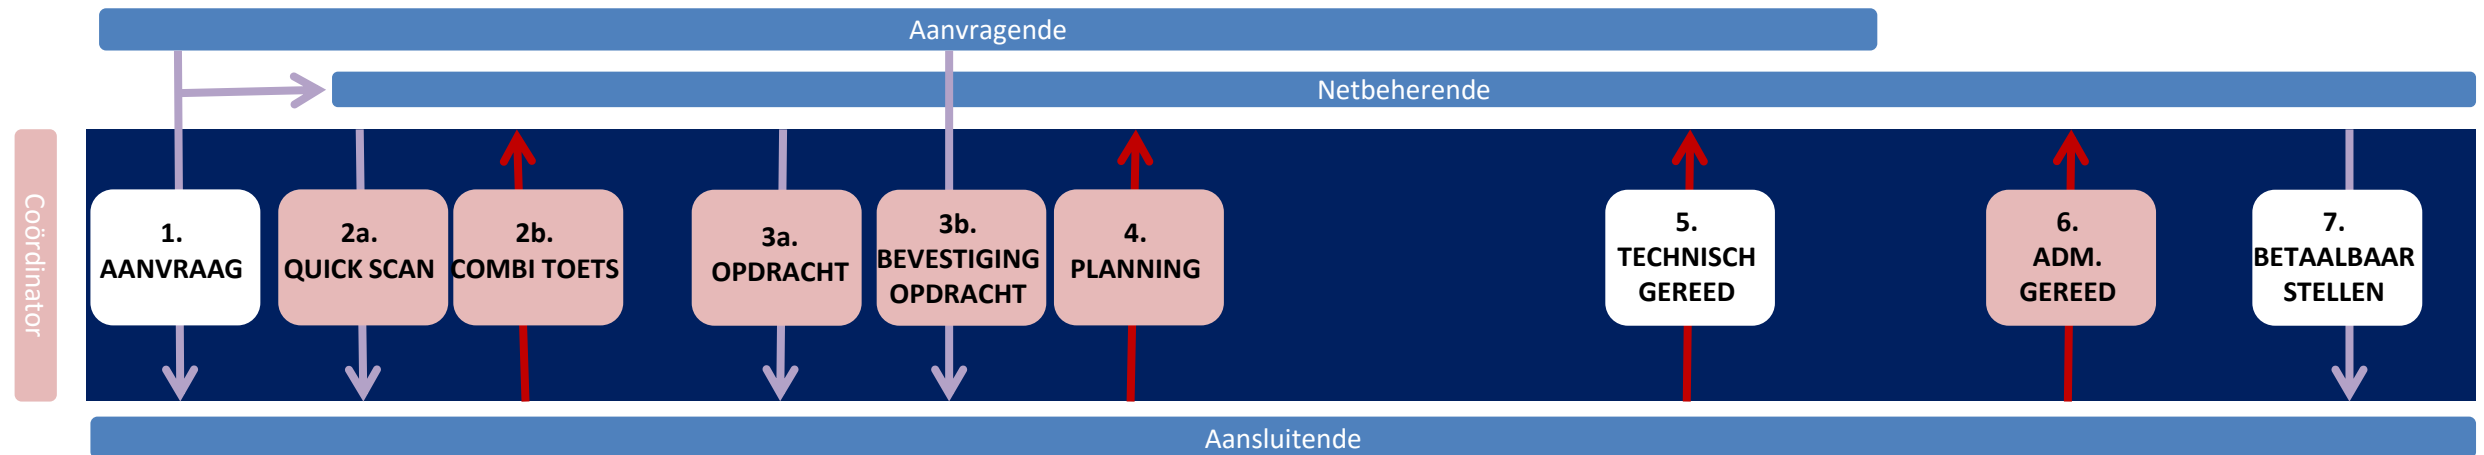 Aanvragende
Netbeherende
Coördinator
1.
AANVRAAG
2a.
QUICK SCAN
2b.
COMBI TOETS
3a.
OPDRACHT
3b.
BEVESTIGING
OPDRACHT
4.
PLANNING
5.
TECHNISCH
GEREED
6.
ADM.
GEREED
7.
BETAALBAAR
STELLEN
Aansluitende